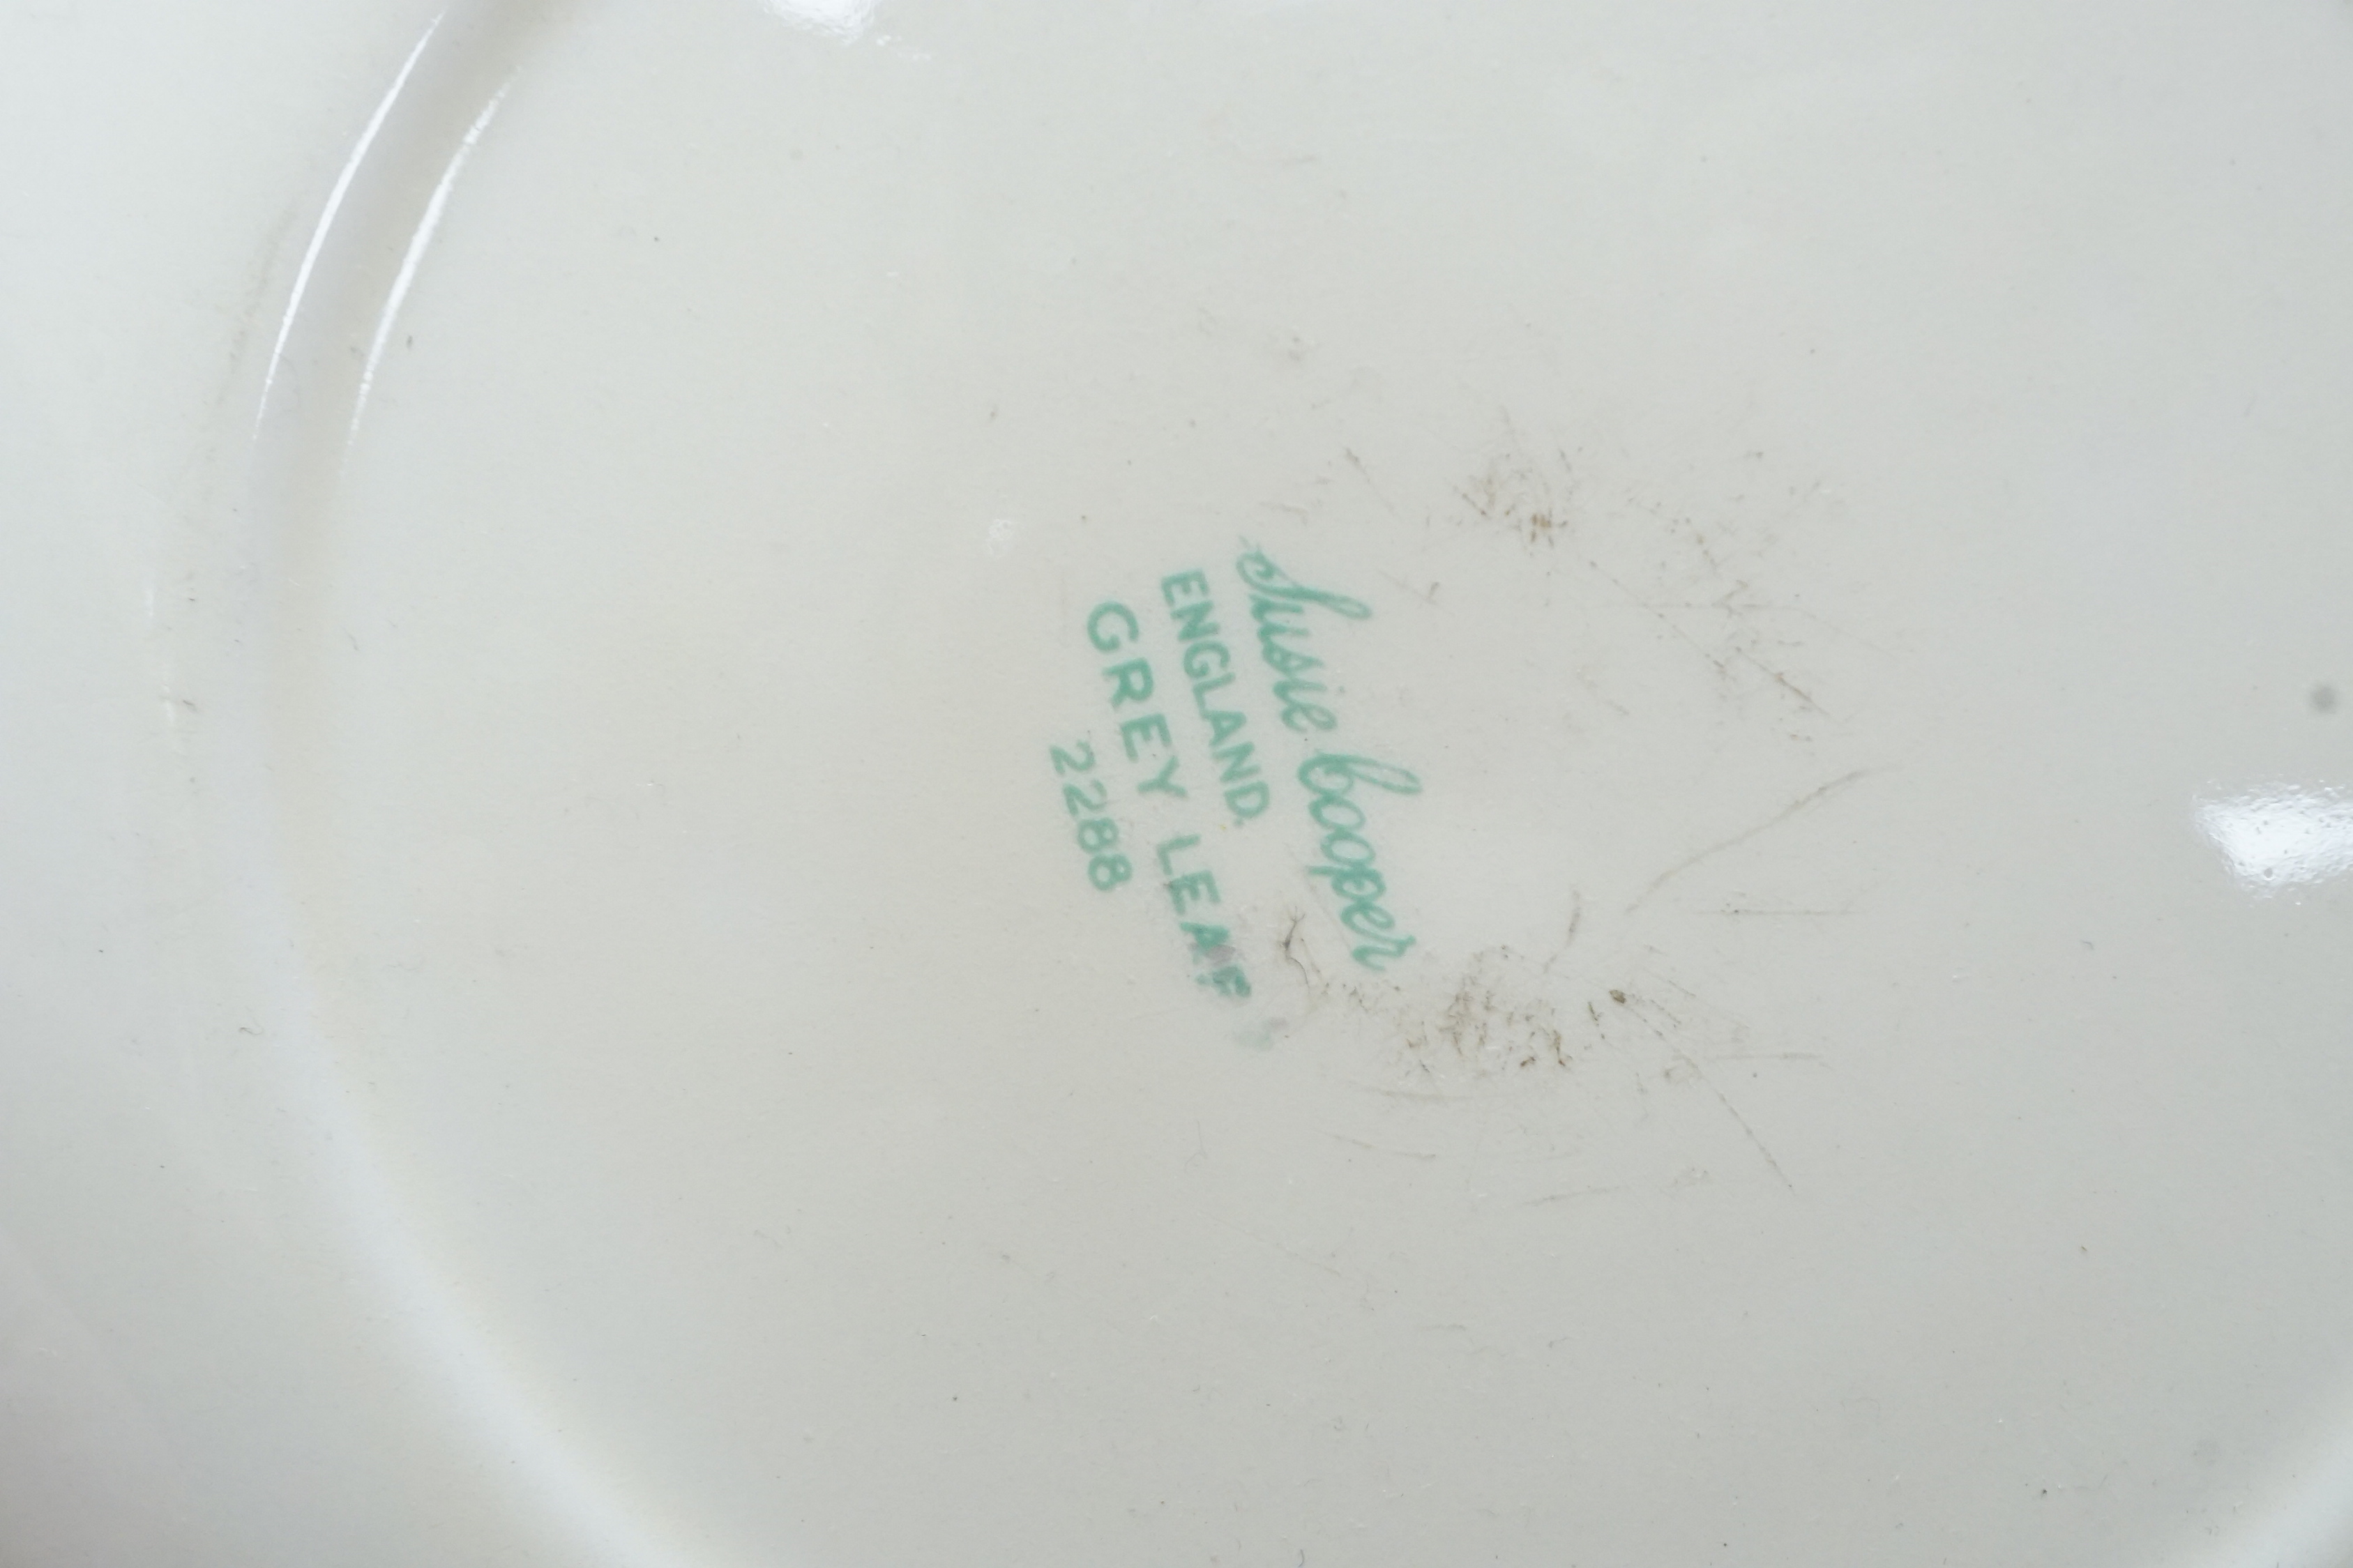 Susie Cooper
ENGLAND.
GREY LEAF
2288